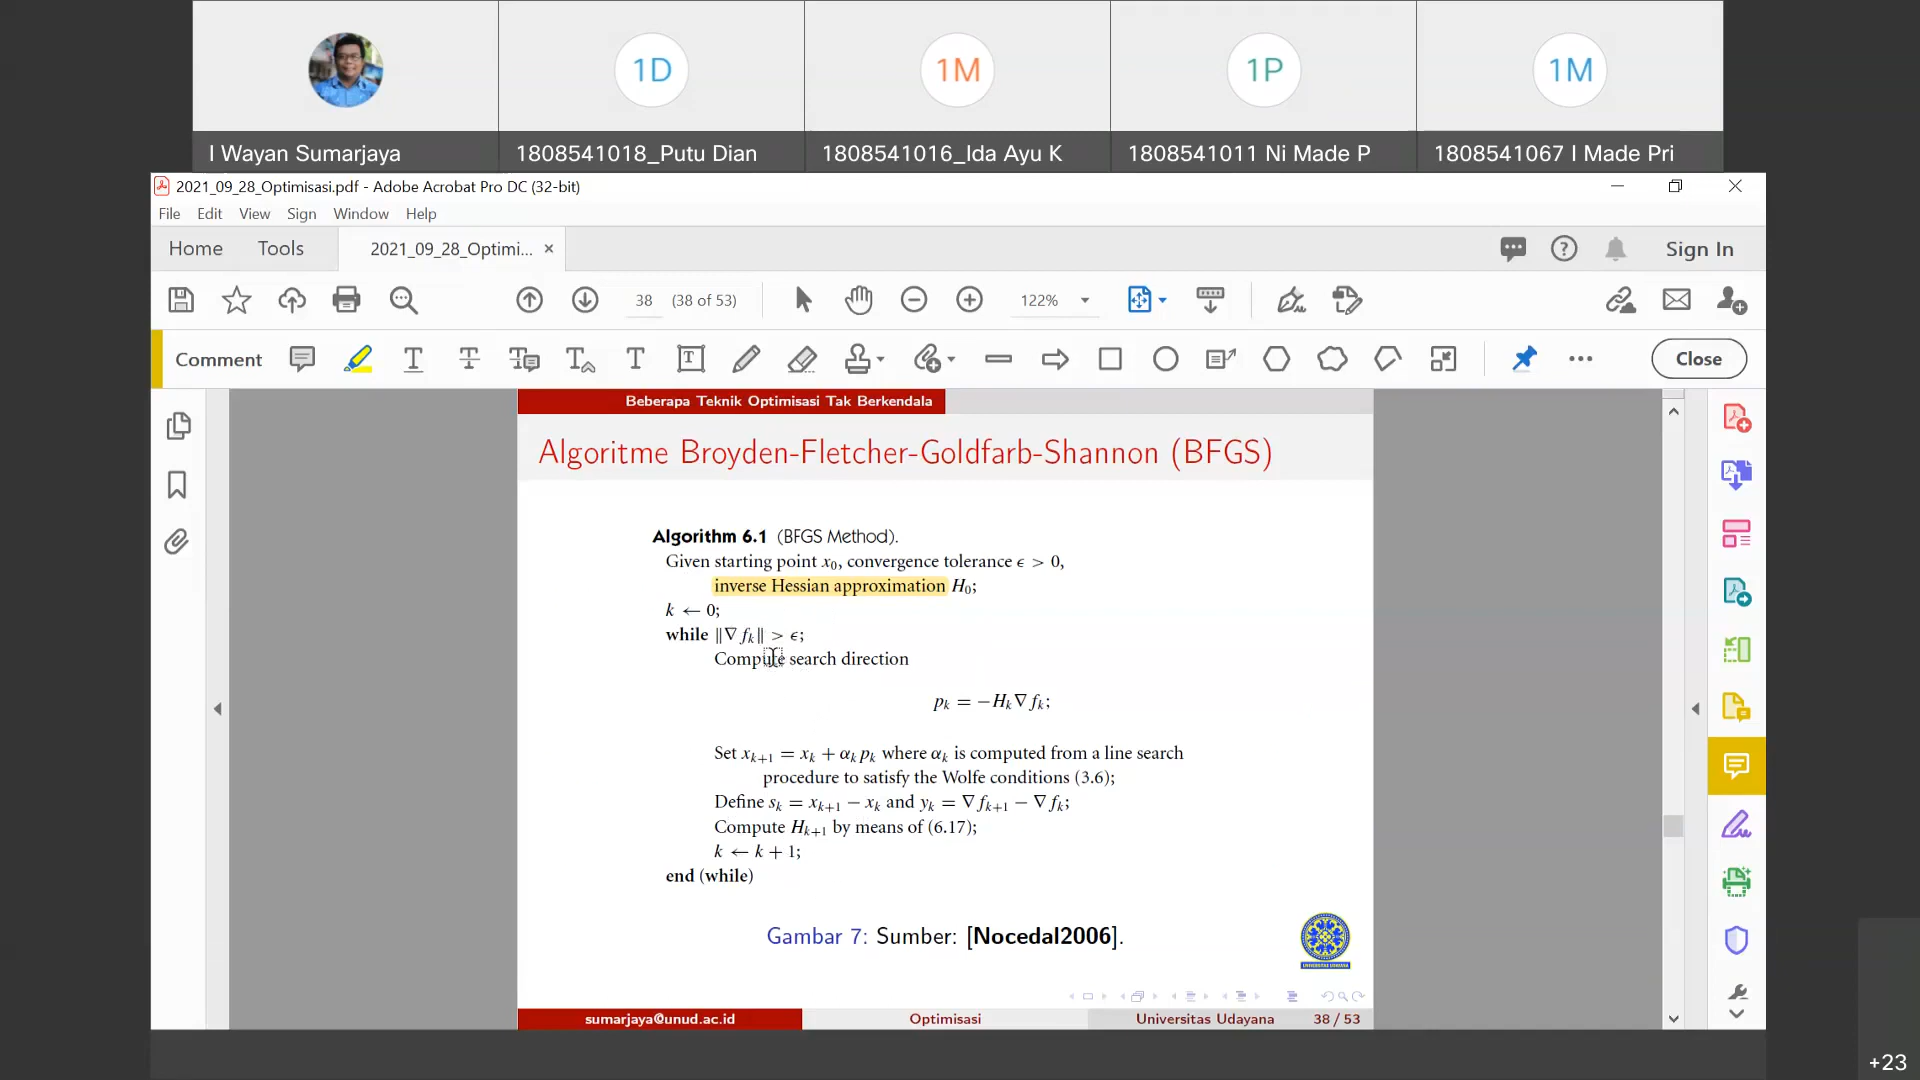 1D
1M
1P
1M
I Wayan Sumarjaya
1808541018_Putu Dian
1808541016_Ida Ayu K
1808541011 Ni Made P
1808541067 I Made Pri
2021_09_28_Optimisasi.pdf - Adobe Acrobat Pro DC (32-bit)
File Edit View Sign Window Help
Home Tools 2021_09_28_Optimi... × Sign In
38 (38 of 53) 122%
Comment Close
Beberapa Teknik Optimisasi Tak Berkendala
Algoritme Broyden-Fletcher-Goldfarb-Shannon (BFGS)
Algorithm 6.1 (BFGS Method).
Given starting point x₀, convergence tolerance ϵ > 0,
inverse Hessian approximation H₀;
k ← 0;
while ‖∇fₖ‖ > ϵ;
Compute search direction
pₖ = −Hₖ∇fₖ;
Set xₖ₊₁ = xₖ + αₖpₖ where αₖ is computed from a line search
procedure to satisfy the Wolfe conditions (3.6);
Define sₖ = xₖ₊₁ − xₖ and yₖ = ∇fₖ₊₁ − ∇fₖ;
Compute Hₖ₊₁ by means of (6.17);
k ← k + 1;
end (while)
Gambar 7: Sumber: [Nocedal2006].
UNIVERSITAS UDAYANA
sumarjaya@unud.ac.id Optimisasi Universitas Udayana 38 / 53
+23